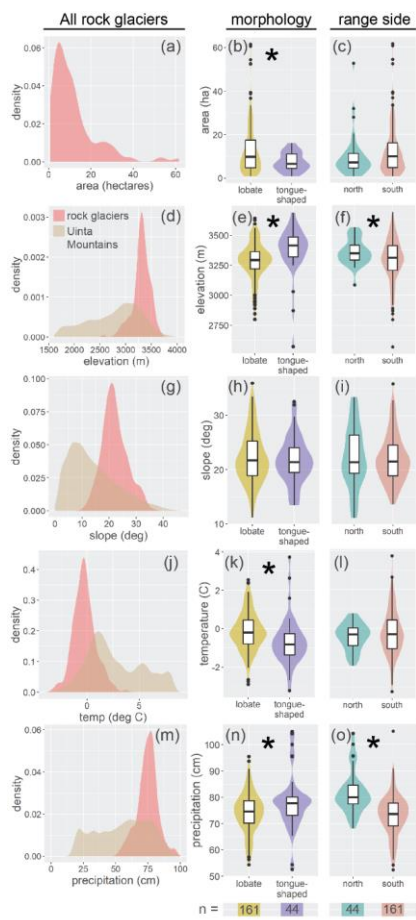 All rock glaciers morphology range side
(a) (b) (c)
density
0.06
0.04
0.02
0.00
0 10 20 30 40 50 60
area (hectares)
area (ha)
60
40
20
0
*
lobate tongue-shaped
north south
(d) (e) (f)
rock glaciers
Uinta Mountains
density
0.003
0.002
0.001
0.000
1500 2000 2500 3000 3500 4000
elevation (m)
elevation (m)
3250
3000
2750
* *
lobate tongue-shaped
north south
(g) (h) (i)
density
0.100
0.075
0.050
0.025
0.000
0 10 20 30 40
slope (deg)
slope (deg)
30
20
10
lobate tongue-shaped
north south
(j) (k) (l)
density
0.4
0.3
0.2
0.1
0.0
0 5
temp (deg C)
temperature (C)
4
2
0
-2
*
lobate tongue-shaped
north south
(m) (n) (o)
density
0.06
0.04
0.02
0.00
0 25 50 75 100
precipitation (cm)
precipitation (cm)
100
90
80
70
60
50
* *
lobate tongue-shaped
north south
n = 161 44 44 161